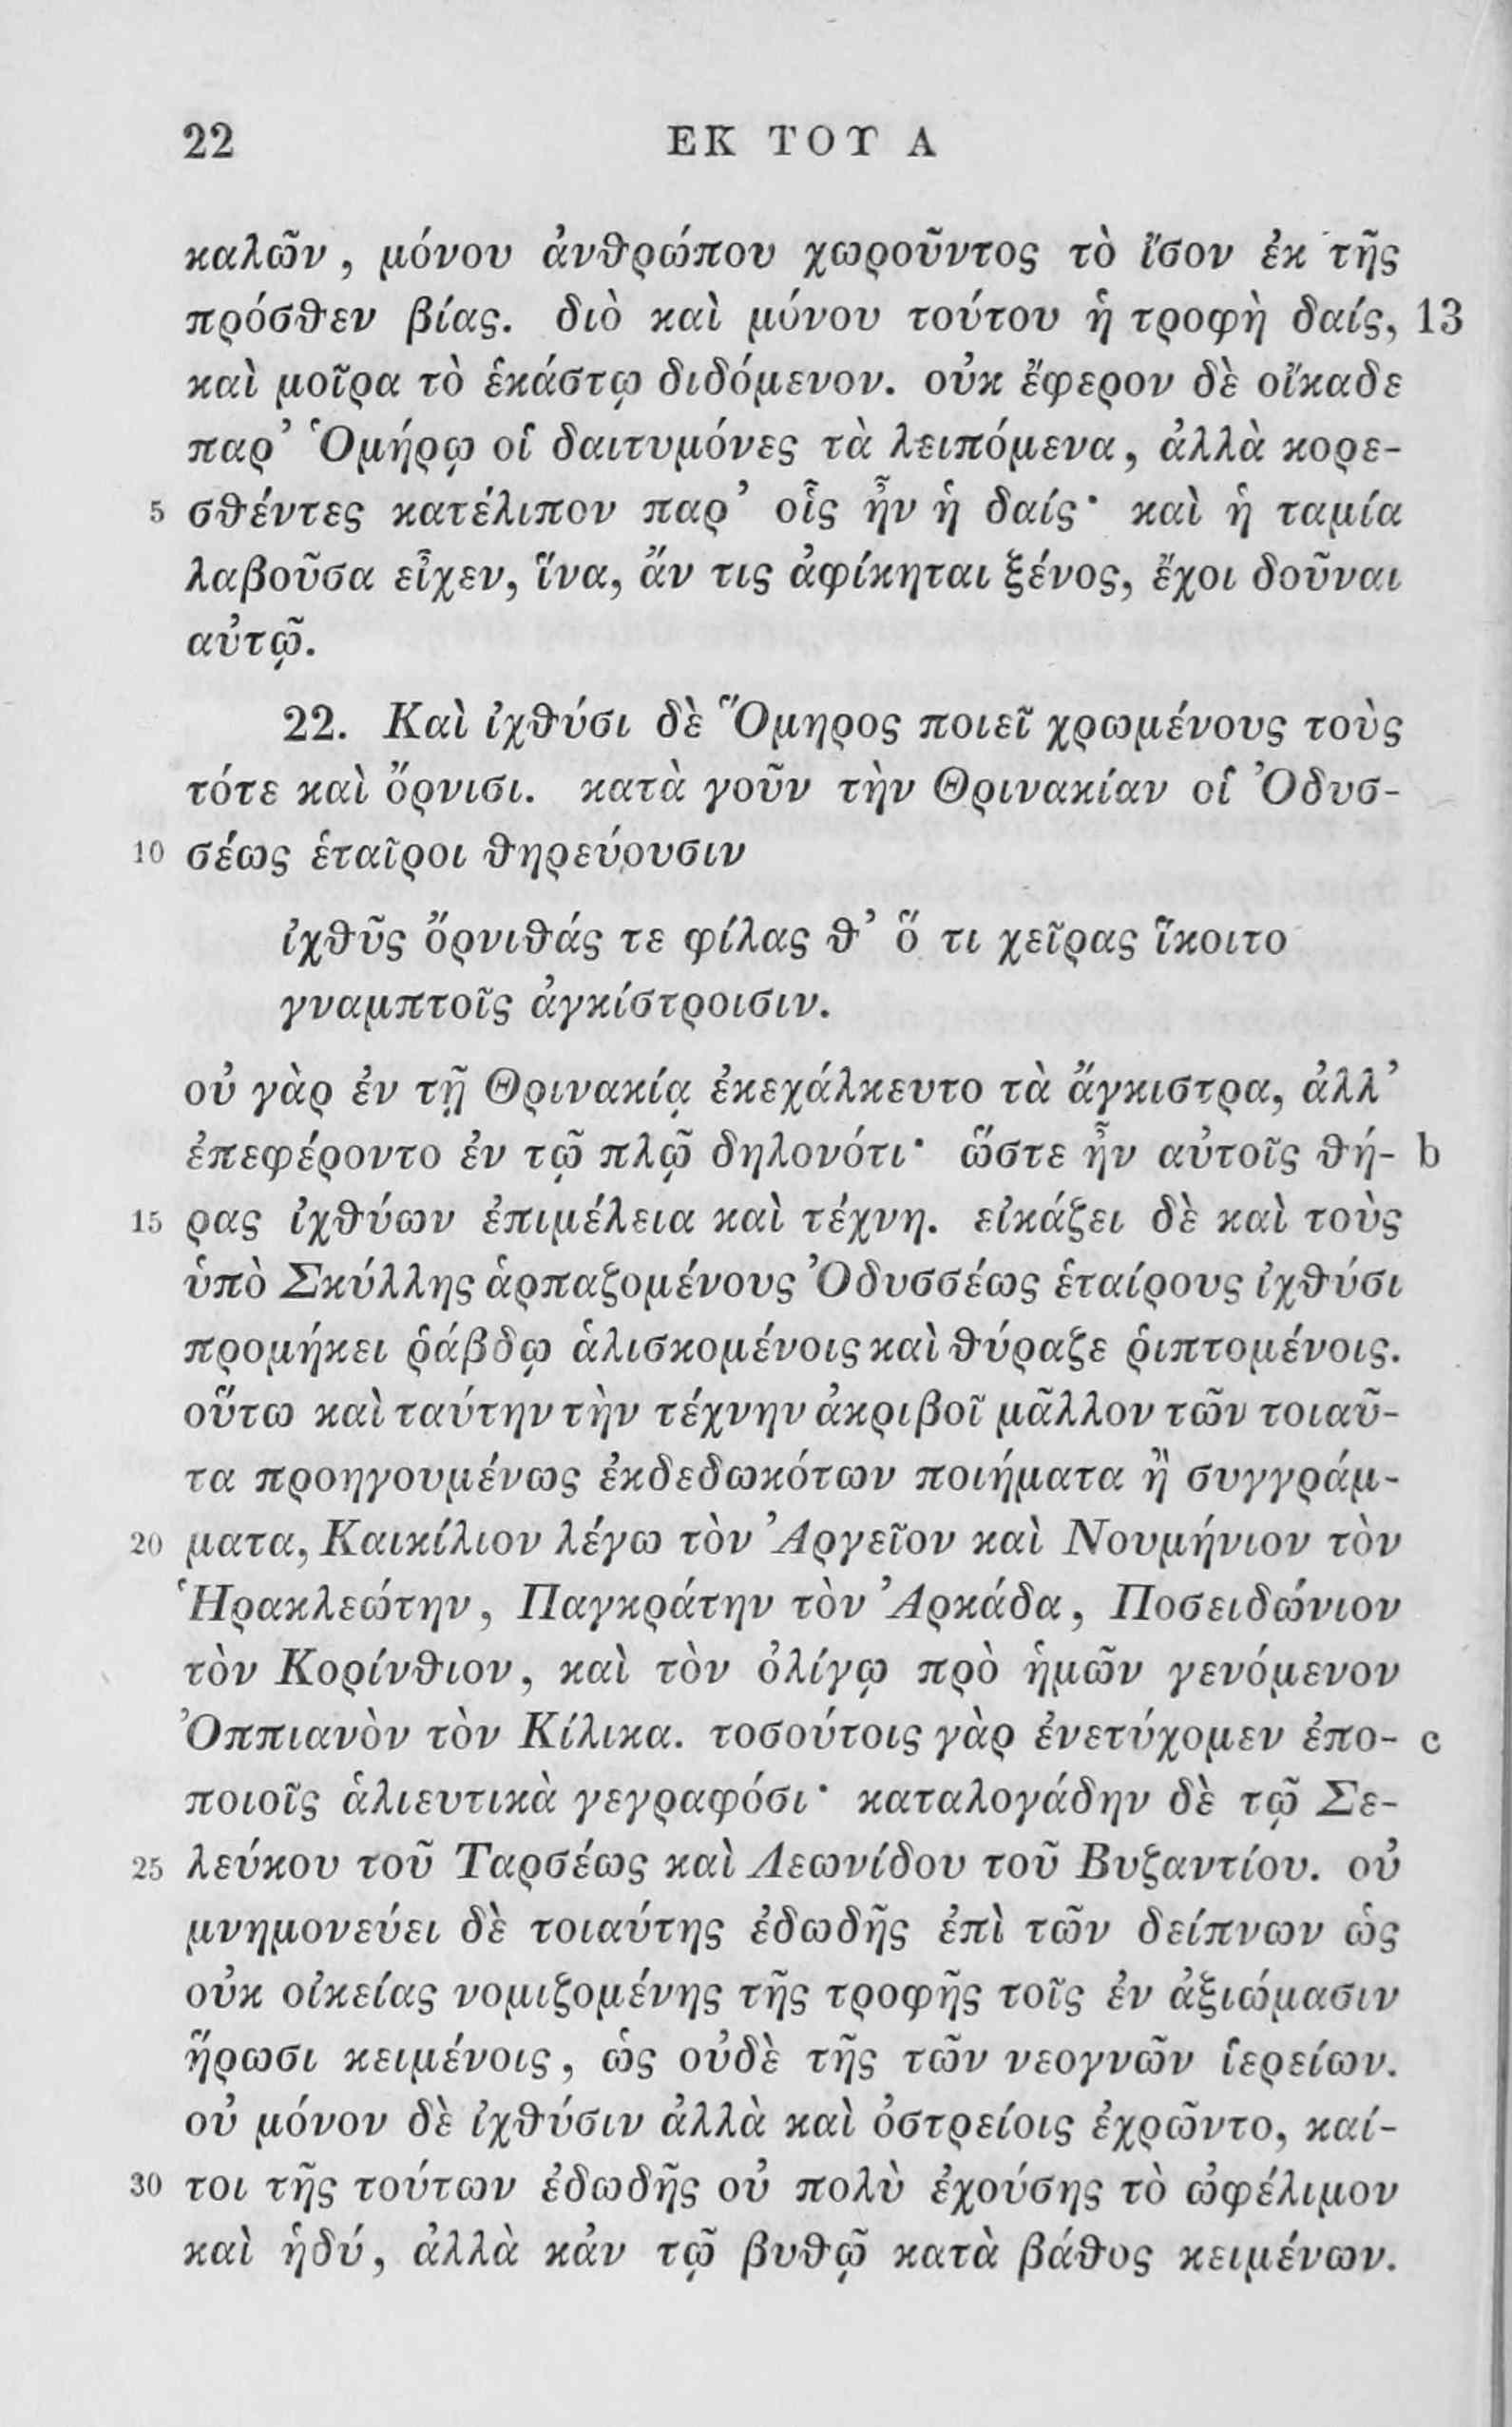 22 ΕΚ ΤΟΥ Α
καλῶν, μόνου ἀνθρώπου χωροῦντος τὸ ἴσον ἐκ τῆς
πρόσθεν βίας. διὸ καὶ μόνου τούτου ἡ τροφὴ δαίς, 13
καὶ μοῖρα τὸ ἑκάστῳ διδόμενον. οὐκ ἔφερον δὲ οἴκαδε
παρ’ Ὁμήρῳ οἱ δαιτυμόνες τὰ λειπόμενα, ἀλλὰ κορε-
5 σθέντες κατέλιπον παρ’ οἷς ἦν ἡ δαίς· καὶ ἡ ταμία
λαβοῦσα εἶχεν, ἵνα, ἄν τις ἀφίκηται ξένος, ἔχοι δοῦναι
αὐτῷ.
22. Καὶ ἰχθύσι δὲ Ὅμηρος ποιεῖ χρωμένους τοὺς
τότε καὶ ὄρνισι. κατὰ γοῦν τὴν Θρινακίαν οἱ Ὀδυσ-
10 σέως ἑταῖροι θηρεύουσιν
ἰχθῦς ὄρνιθάς τε φίλας θ’ ὅ τι χεῖρας ἵκοιτο
γναμπτοῖς ἀγκίστροισιν.
οὐ γὰρ ἐν τῇ Θρινακίᾳ ἐκεχάλκευτο τὰ ἄγκιστρα, ἀλλ’
ἐπεφέροντο ἐν τῷ πλῷ δηλονότι· ὥστε ἦν αὐτοῖς θή- b
15 ρας ἰχθύων ἐπιμέλεια καὶ τέχνη. εἰκάζει δὲ καὶ τοὺς
ὑπὸ Σκύλλης ἁρπαζομένους Ὀδυσσέως ἑταίρους ἰχθύσι
προμήκει ῥάβδῳ ἁλισκομένοις καὶ θύραζε ῥιπτομένοις.
οὕτω καὶ ταύτην τὴν τέχνην ἀκριβοῖ μᾶλλον τῶν τοιαῦ-
τα προηγουμένως ἐκδεδωκότων ποιήματα ἢ συγγράμ-
20 ματα, Καικίλιον λέγω τὸν Ἀργεῖον καὶ Νουμήνιον τὸν
Ἡρακλεώτην, Παγκράτην τὸν Ἀρκάδα, Ποσειδώνιον
τὸν Κορίνθιον, καὶ τὸν ὀλίγῳ πρὸ ἡμῶν γενόμενον
Ὀππιανὸν τὸν Κίλικα. τοσούτοις γὰρ ἐνετύχομεν ἐπο- c
ποιοῖς ἁλιευτικὰ γεγραφόσι· καταλογάδην δὲ τῷ Σε-
25 λεύκου τοῦ Ταρσέως καὶ Λεωνίδου τοῦ Βυζαντίου. οὐ
μνημονεύει δὲ τοιαύτης ἐδωδῆς ἐπὶ τῶν δείπνων ὡς
οὐκ οἰκείας νομιζομένης τῆς τροφῆς τοῖς ἐν ἀξιώμασιν
ἥρωσι κειμένοις, ὡς οὐδὲ τῆς τῶν νεογνῶν ἱερείων.
οὐ μόνον δὲ ἰχθύσιν ἀλλὰ καὶ ὀστρείοις ἐχρῶντο, καί-
30 τοι τῆς τούτων ἐδωδῆς οὐ πολὺ ἐχούσης τὸ ὠφέλιμον
καὶ ἡδύ, ἀλλὰ κἀν τῷ βυθῷ κατὰ βάθος κειμένων.